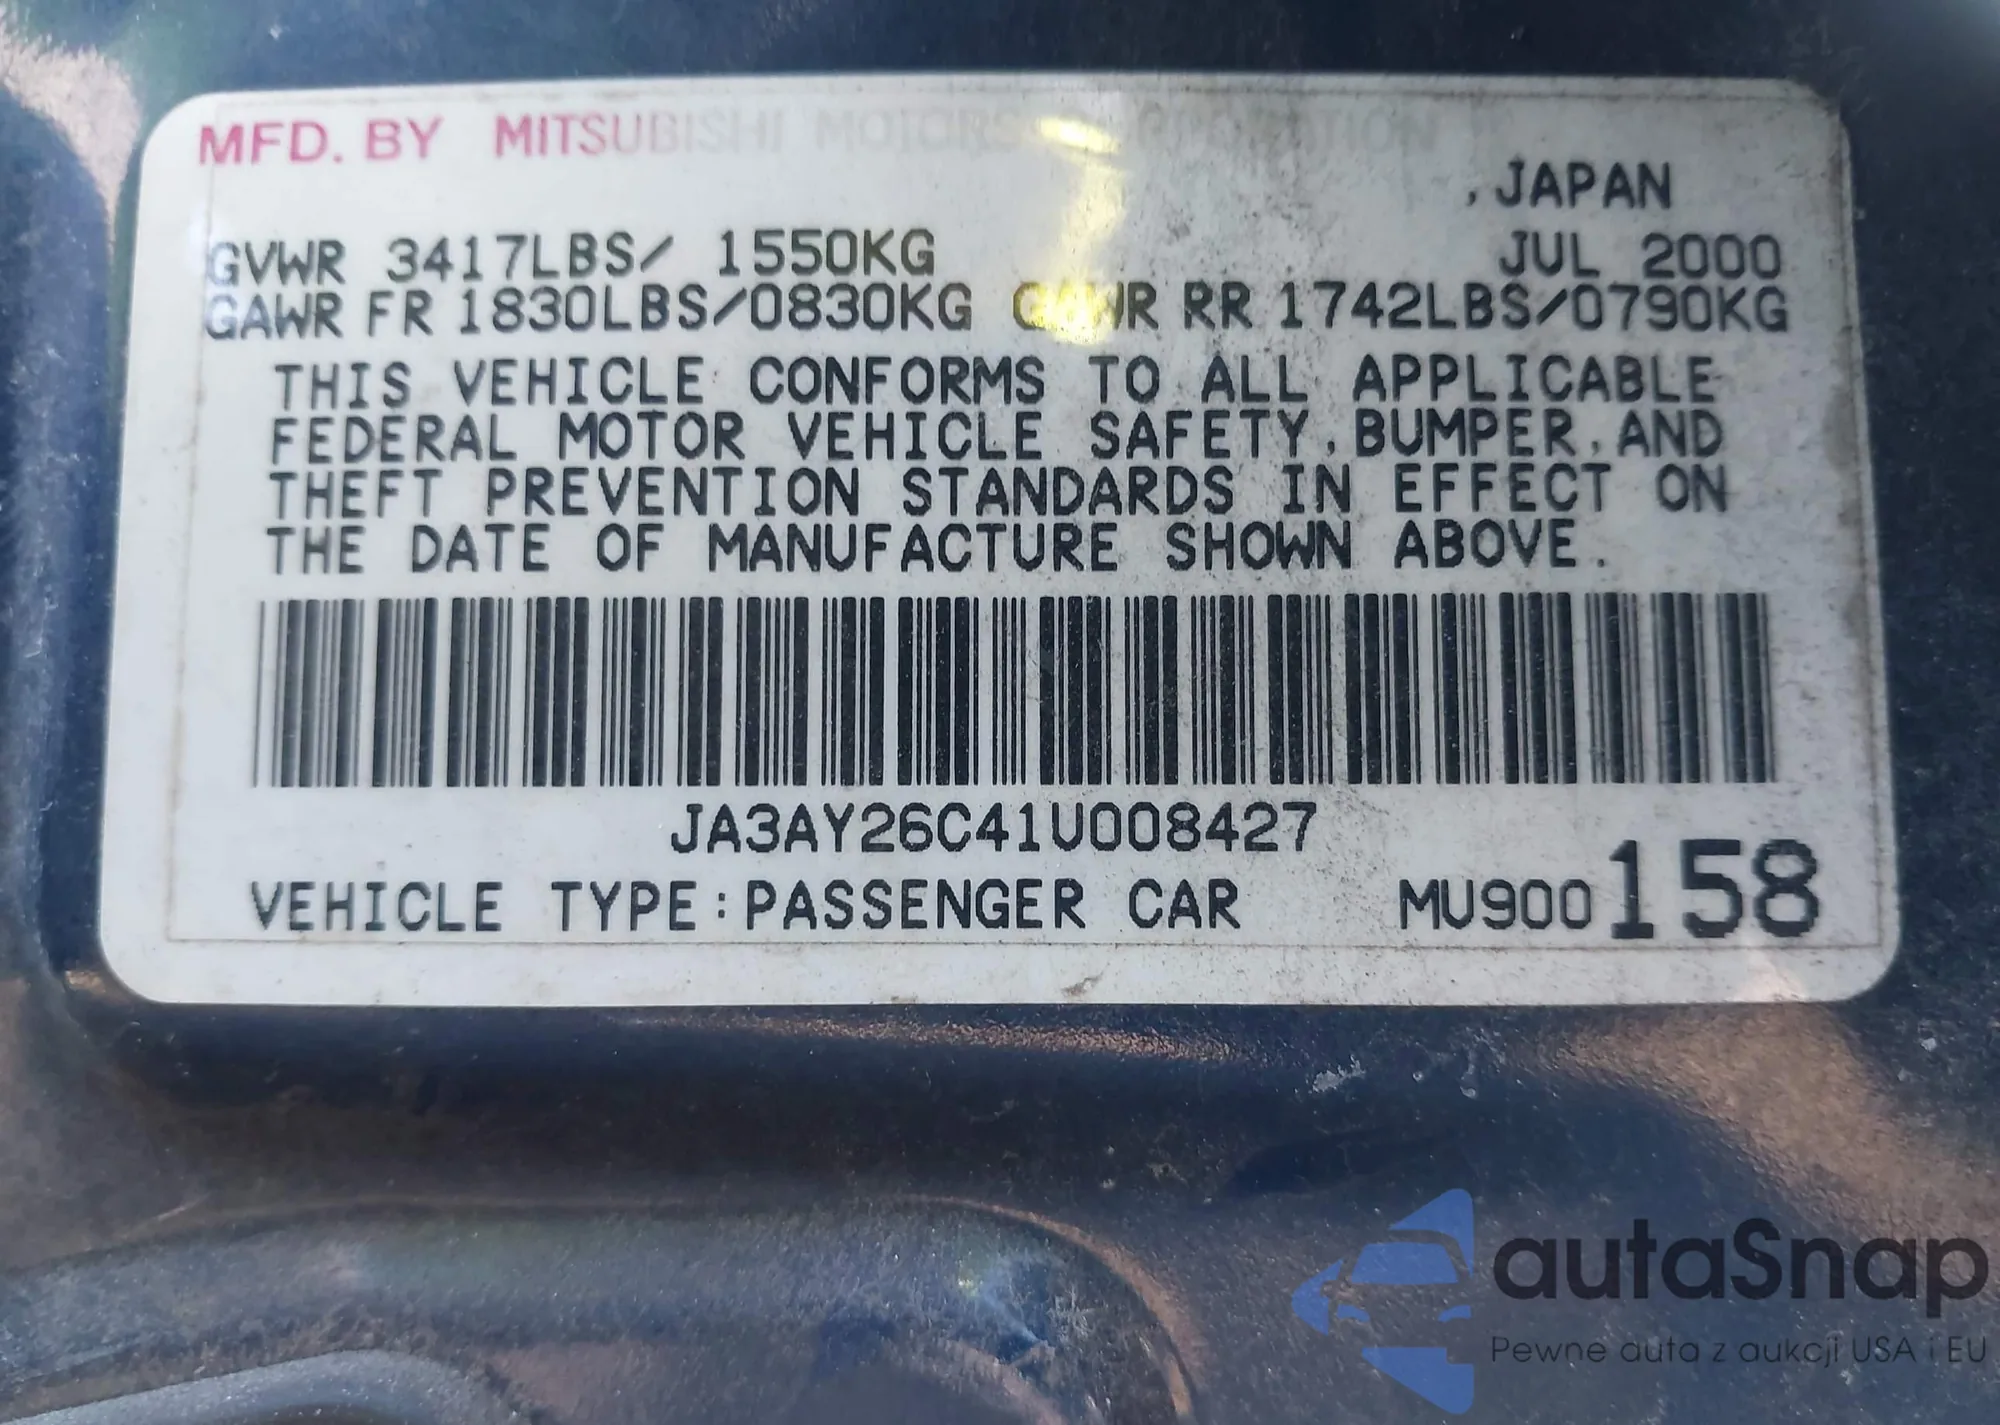 MFD. BY MITSUBISHI MOTORS CORPORATION
,JAPAN
GVWR 3417LBS/ 1550KG JUL 2000
GAWR FR 1830LBS/0830KG GAWR RR 1742LBS/0790KG
THIS VEHICLE CONFORMS TO ALL APPLICABLE
FEDERAL MOTOR VEHICLE SAFETY,BUMPER,AND
THEFT PREVENTION STANDARDS IN EFFECT ON
THE DATE OF MANUFACTURE SHOWN ABOVE.
JA3AY26C41U008427
VEHICLE TYPE:PASSENGER CAR MU900158
autaSnap
Pewne auta z aukcji USA i EU